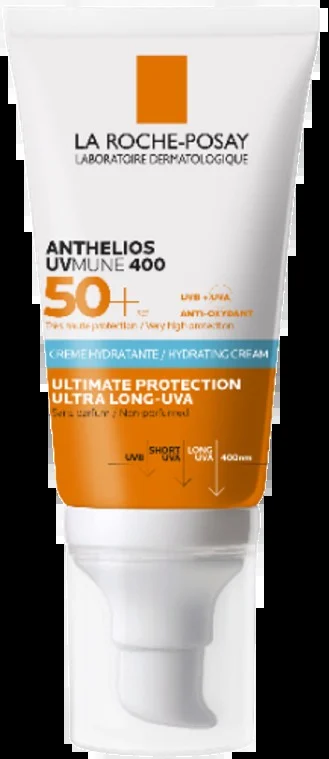 LA ROCHE-POSAY
LABORATOIRE DERMATOLOGIQUE
ANTHELIOS
UVMUNE 400
50+
UVB + UVA
ANTI-OXYDANT
Très haute protection / Very high protection
CRÈME HYDRATANTE / HYDRATING CREAM
ULTIMATE PROTECTION
ULTRA LONG-UVA
Sans parfum / Non-perfumed
UVB SHORT UVA LONG UVA 400nm